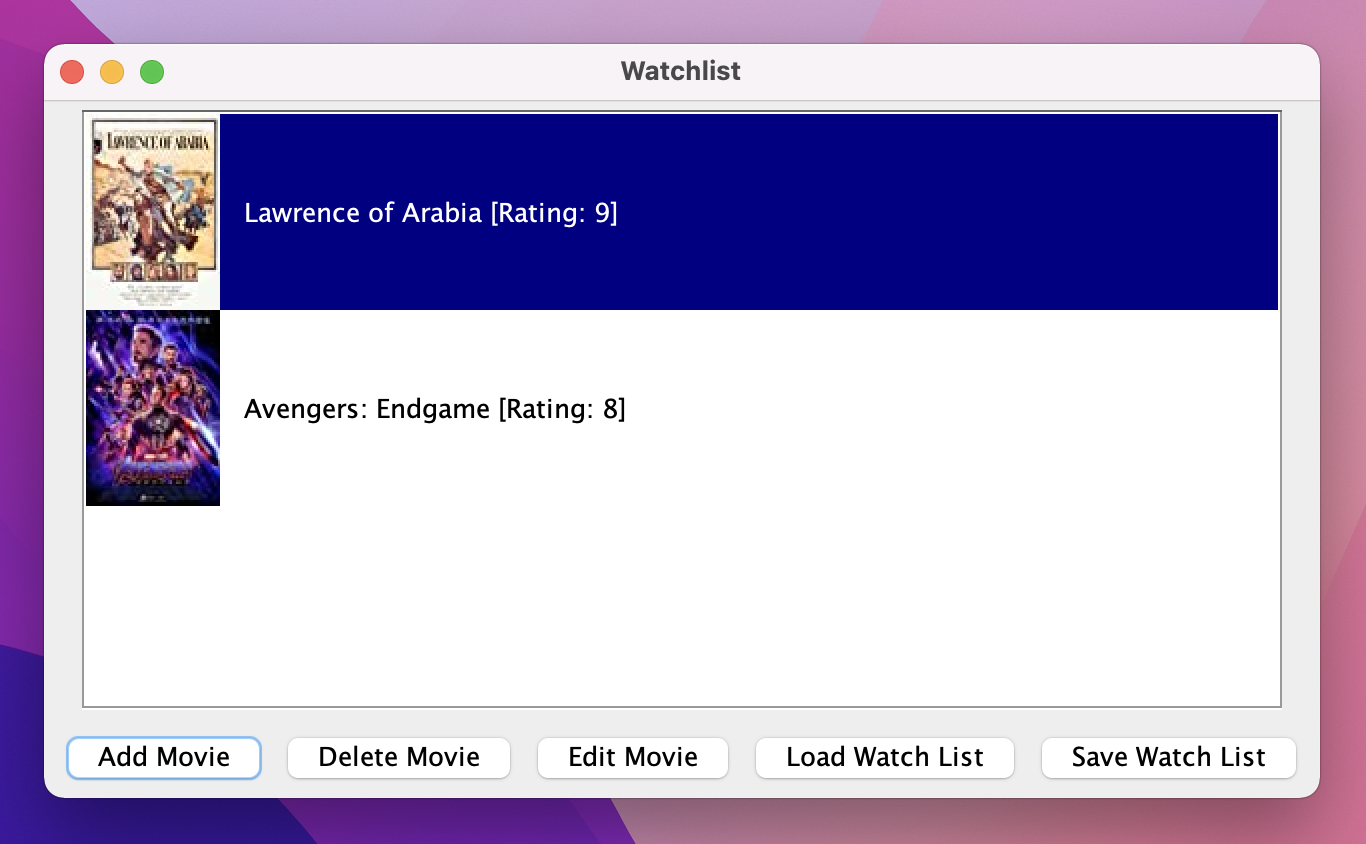 Watchlist
LAWRENCE OF ARABIA
Lawrence of Arabia [Rating: 9]
Avengers: Endgame [Rating: 8]
Add Movie
Delete Movie
Edit Movie
Load Watch List
Save Watch List